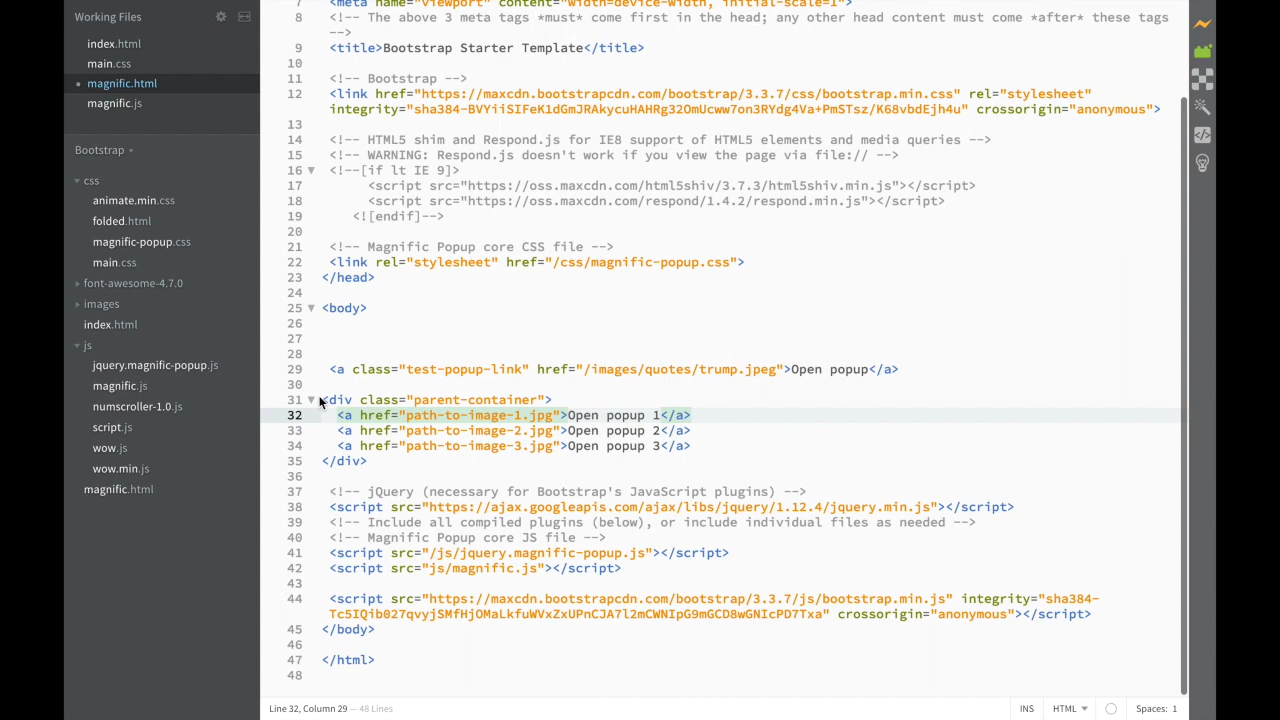 Working Files
index.html
main.css
magnific.html
magnific.js
Bootstrap
css
animate.min.css
folded.html
magnific-popup.css
main.css
font-awesome-4.7.0
images
index.html
js
jquery.magnific-popup.js
magnific.js
numscroller-1.0.js
script.js
wow.js
wow.min.js
magnific.html
7 <meta name="viewport" content="width=device-width, initial-scale=1">
8 <!-- The above 3 meta tags *must* come first in the head; any other head content must come *after* these tags
-->
9 <title>Bootstrap Starter Template</title>
10
11 <!-- Bootstrap -->
12 <link href="https://maxcdn.bootstrapcdn.com/bootstrap/3.3.7/css/bootstrap.min.css" rel="stylesheet"
integrity="sha384-BVYiiSIFeK1dGmJRAkycuHAHRg32OmUcww7on3RYdg4Va+PmSTsz/K68vbdEjh4u" crossorigin="anonymous">
13
14 <!-- HTML5 shim and Respond.js for IE8 support of HTML5 elements and media queries -->
15 <!-- WARNING: Respond.js doesn't work if you view the page via file:// -->
16 <!--[if lt IE 9]>
17 <script src="https://oss.maxcdn.com/html5shiv/3.7.3/html5shiv.min.js"></script>
18 <script src="https://oss.maxcdn.com/respond/1.4.2/respond.min.js"></script>
19 <![endif]-->
20
21 <!-- Magnific Popup core CSS file -->
22 <link rel="stylesheet" href="/css/magnific-popup.css">
23 </head>
24
25 <body>
26
27
28
29 <a class="test-popup-link" href="/images/quotes/trump.jpeg">Open popup</a>
30
31 <div class="parent-container">
32 <a href="path-to-image-1.jpg">Open popup 1</a>
33 <a href="path-to-image-2.jpg">Open popup 2</a>
34 <a href="path-to-image-3.jpg">Open popup 3</a>
35 </div>
36
37 <!-- jQuery (necessary for Bootstrap's JavaScript plugins) -->
38 <script src="https://ajax.googleapis.com/ajax/libs/jquery/1.12.4/jquery.min.js"></script>
39 <!-- Include all compiled plugins (below), or include individual files as needed -->
40 <!-- Magnific Popup core JS file -->
41 <script src="/js/jquery.magnific-popup.js"></script>
42 <script src="js/magnific.js"></script>
43
44 <script src="https://maxcdn.bootstrapcdn.com/bootstrap/3.3.7/js/bootstrap.min.js" integrity="sha384-
Tc5IQib027qvyjSMfHjOMaLkfuWVxZxUPnCJA7l2mCWNIpG9mGCD8wGNIcPD7Txa" crossorigin="anonymous"></script>
45 </body>
46
47 </html>
48
Line 32, Column 29 — 48 Lines
INS
HTML
Spaces: 1